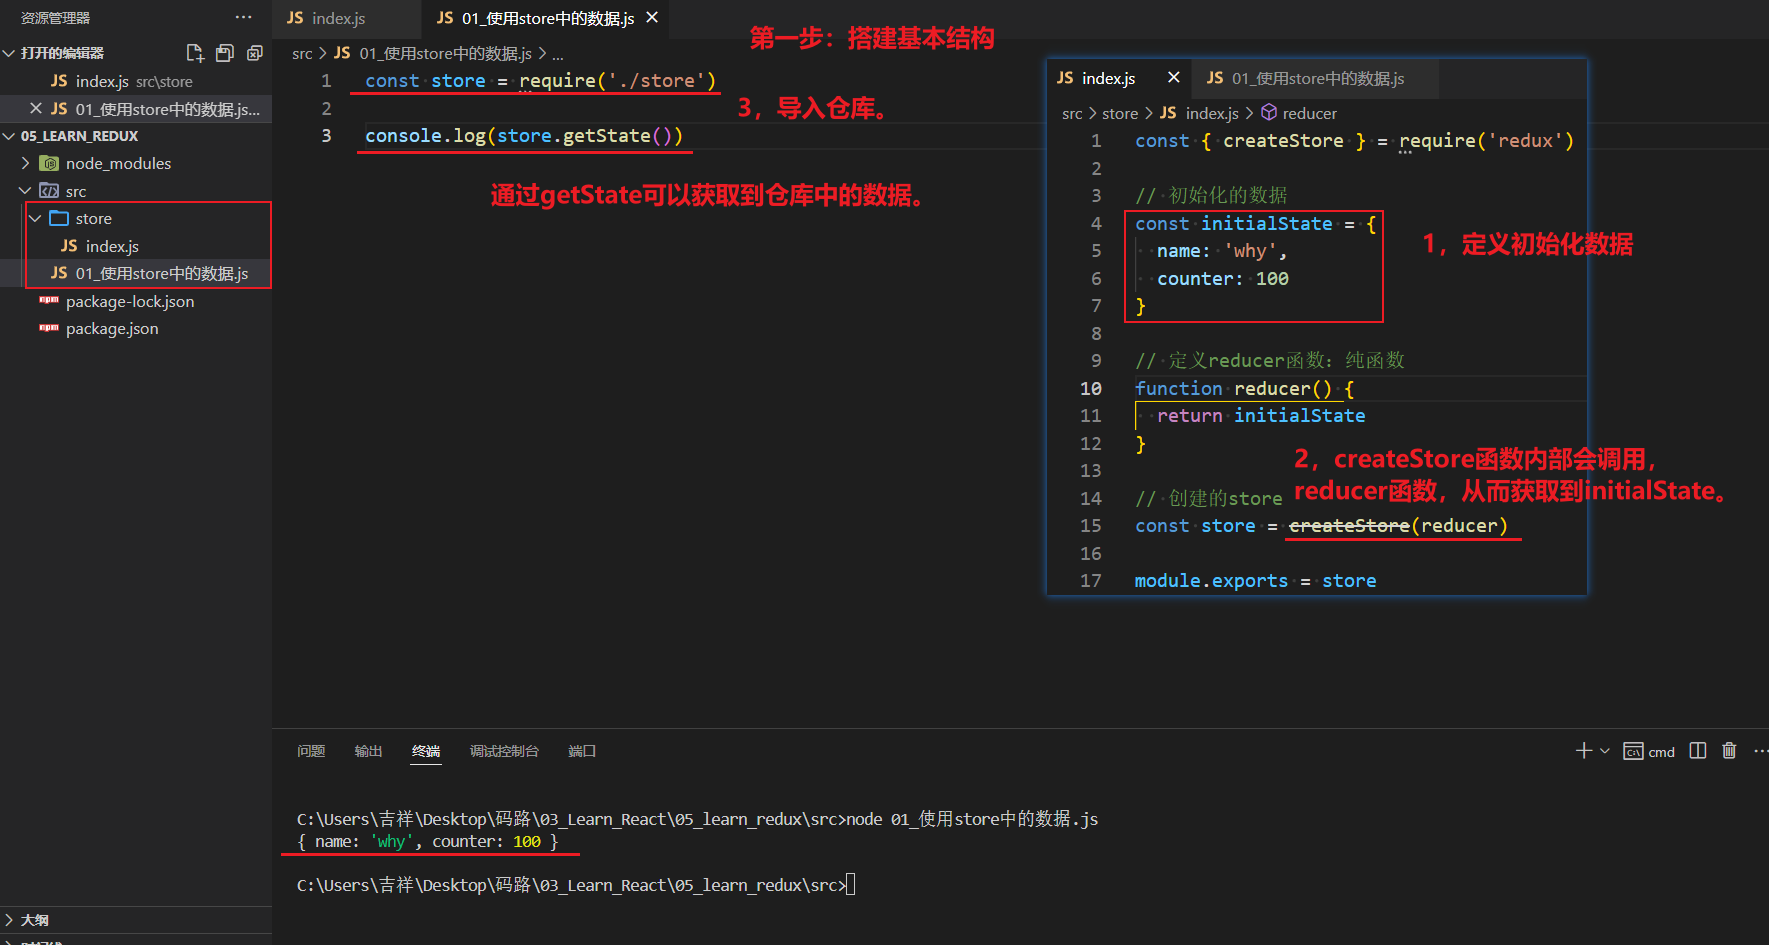 资源管理器
打开的编辑器
index.js src\store
01_使用store中的数据.js...
05_LEARN_REDUX
node_modules
src
store
index.js
01_使用store中的数据.js
package-lock.json
package.json
大纲
index.js
01_使用store中的数据.js
src > 01_使用store中的数据.js > ...
第一步：搭建基本结构
1 const store = require('./store')
2
3 console.log(store.getState())
3，导入仓库。
通过getState可以获取到仓库中的数据。
index.js
01_使用store中的数据.js
src > store > JS index.js > reducer
1 const { createStore } = require('redux')
2
3 // 初始化的数据
4 const initialState = {
5 name: 'why',
6 counter: 100
7 }
8
9 // 定义reducer函数：纯函数
10 function reducer() {
11 return initialState
12 }
13
14 // 创建的store
15 const store = createStore(reducer)
16
17 module.exports = store
1，定义初始化数据
2，createStore函数内部会调用，
reducer函数，从而获取到initialState。
问题 输出 终端 调试控制台 端口
cmd
C:\Users\吉祥\Desktop\码路\03_Learn_React\05_learn_redux\src>node 01_使用store中的数据.js
{ name: 'why', counter: 100 }
C:\Users\吉祥\Desktop\码路\03_Learn_React\05_learn_redux\src>